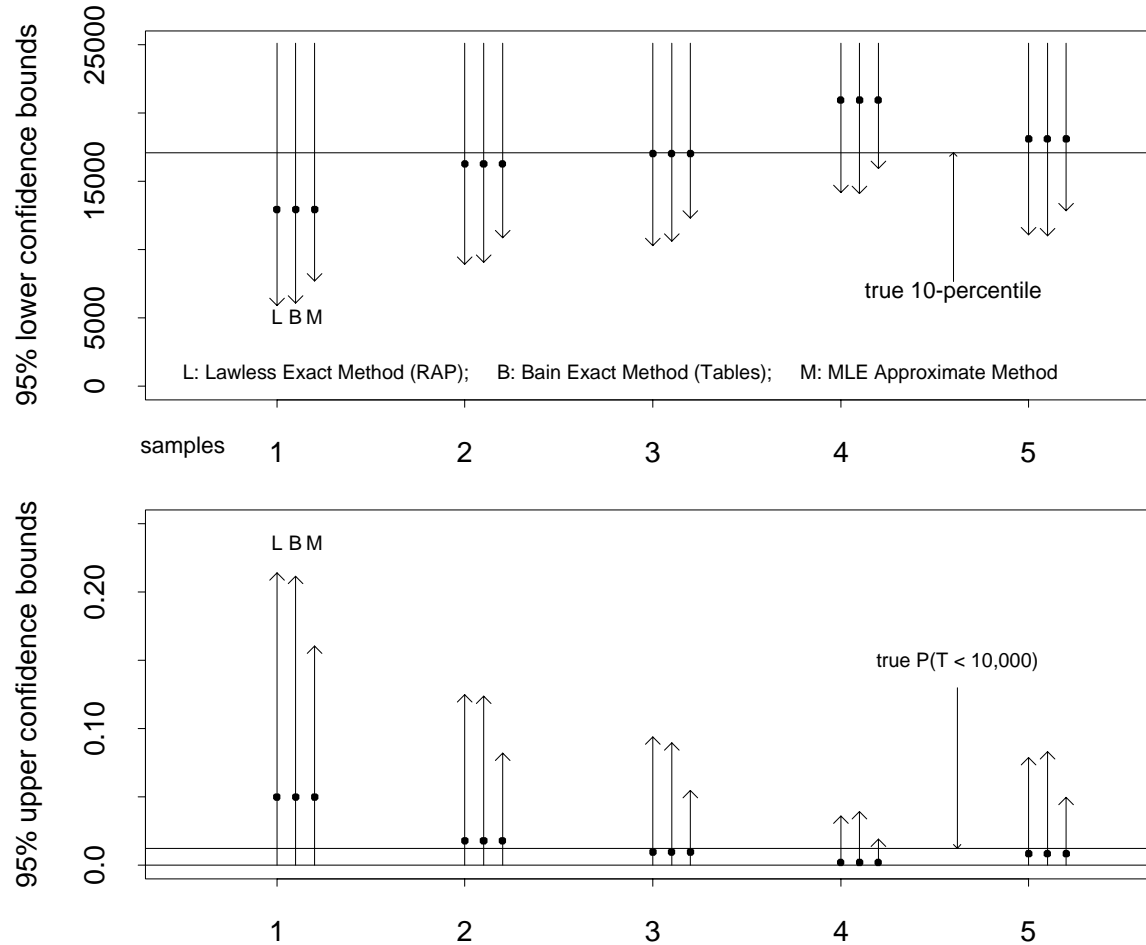 95% lower confidence bounds
25000
15000
5000
0
true 10-percentile
L B M
L: Lawless Exact Method (RAP); B: Bain Exact Method (Tables); M: MLE Approximate Method
samples
1 2 3 4 5
95% upper confidence bounds
0.20
0.10
0.0
L B M
true P(T < 10,000)
1 2 3 4 5